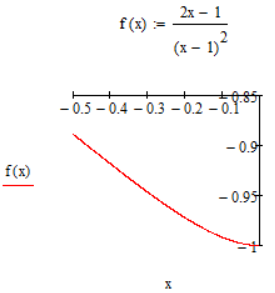 f(x) := 2x − 1
(x − 1)²
− 0.85
− 0.5 − 0.4 − 0.3 − 0.2 − 0.1
− 0.9
f(x)
− 0.95
− 1
x